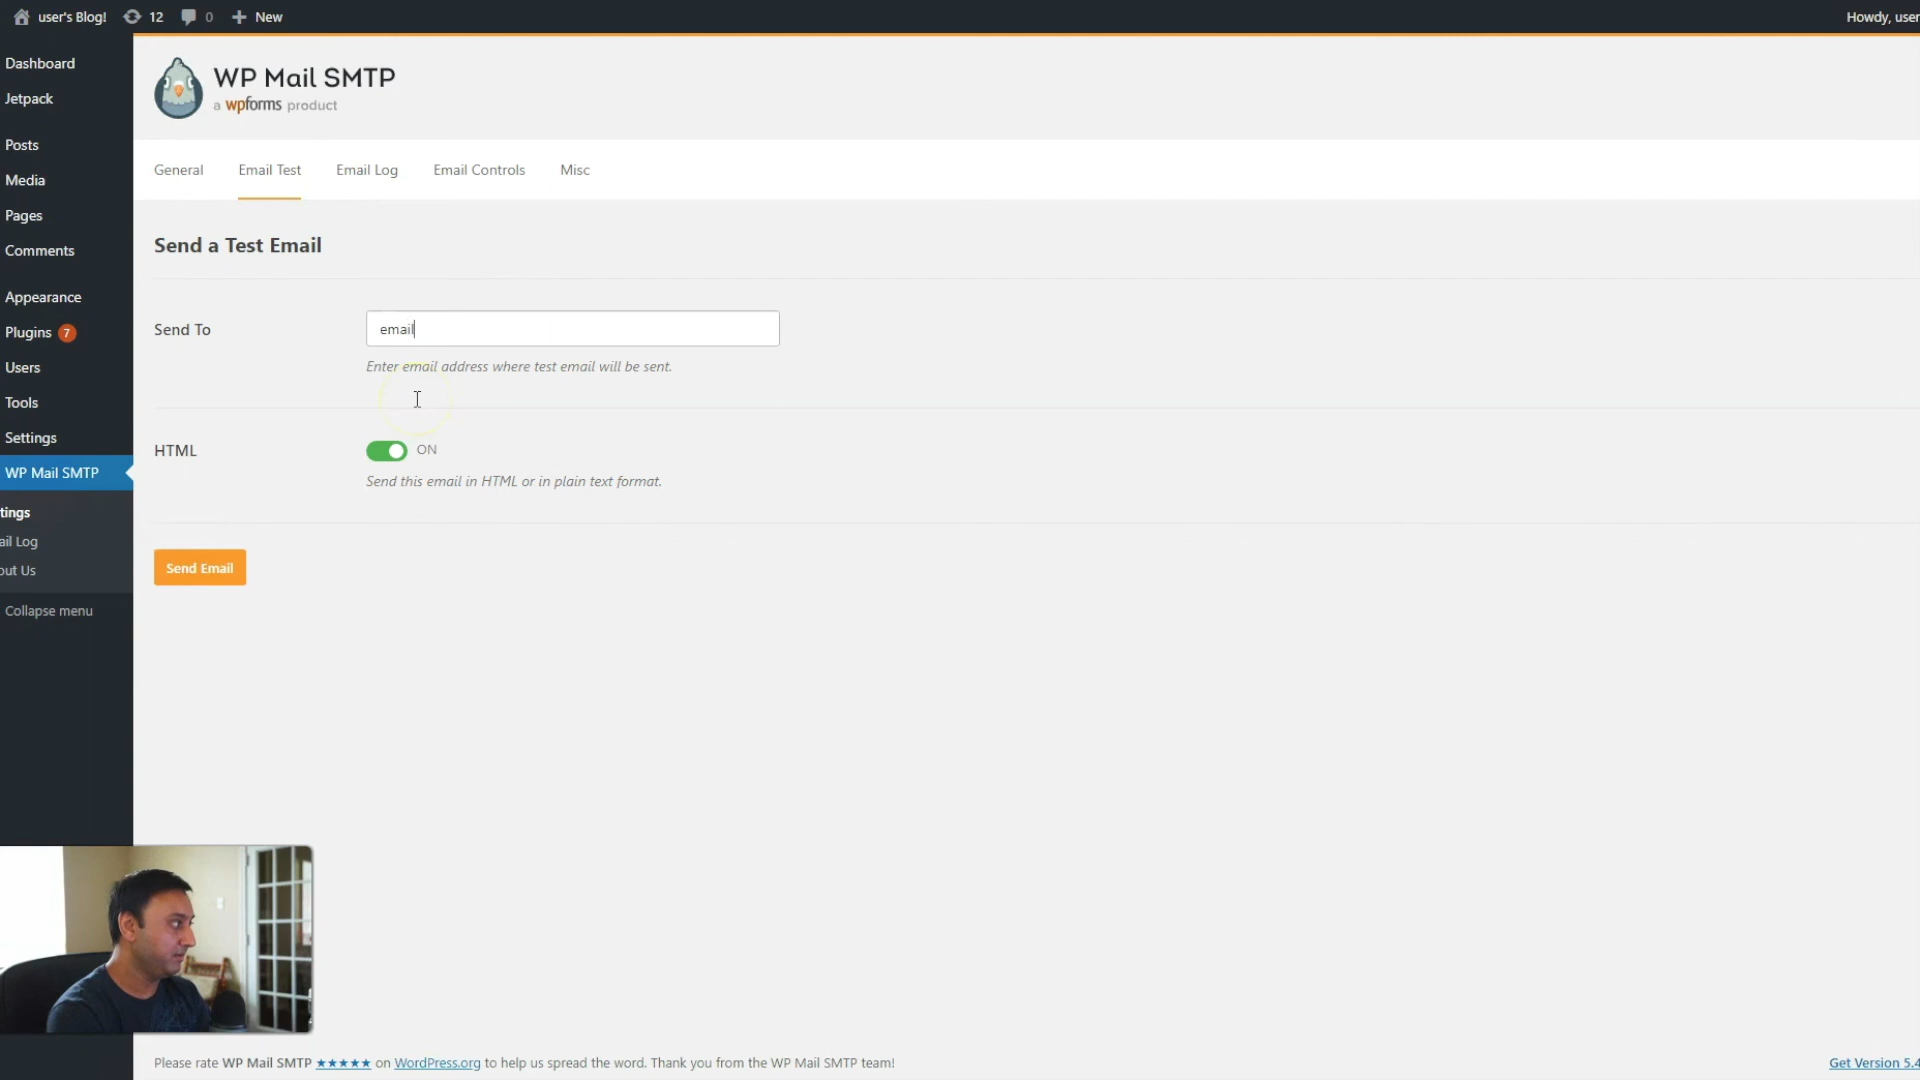 user's Blog! 12 0 New Howdy, user
Dashboard
Jetpack
Posts
Media
Pages
Comments
Appearance
Plugins 7
Users
Tools
Settings
WP Mail SMTP
tings
ail Log
out Us
Collapse menu
WP Mail SMTP
a wpforms product
General Email Test Email Log Email Controls Misc
Send a Test Email
Send To email
Enter email address where test email will be sent.
HTML ON
Send this email in HTML or in plain text format.
Send Email
Please rate WP Mail SMTP ★★★★★ on WordPress.org to help us spread the word. Thank you from the WP Mail SMTP team! Get Version 5.4